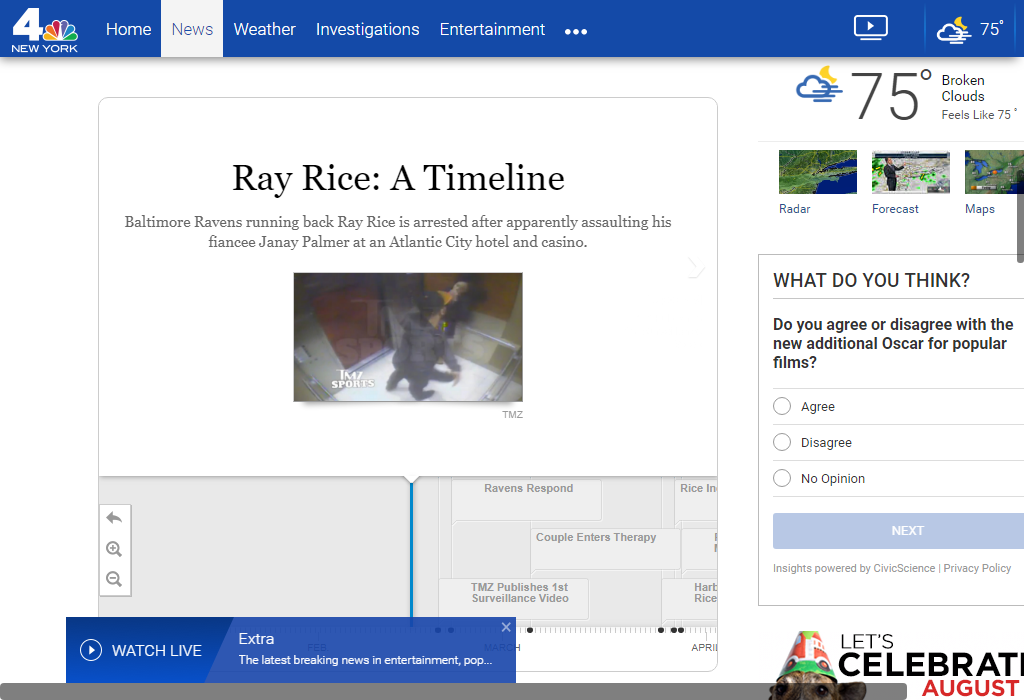 4
NEW YORK
Home
News
Weather
Investigations
Entertainment
75°
75°
Broken
Clouds
Feels Like 75 °
Radar
Forecast
Maps
Ray Rice: A Timeline
Baltimore Ravens running back Ray Rice is arrested after apparently assaulting his
fiancee Janay Palmer at an Atlantic City hotel and casino.
TMZ
SPORTS
TMZ
Ravens Respond
Couple Enters Therapy
TMZ Publishes 1st
Surveillance Video
Rice In
Harb
Rice
FEB
MARCH
APRIL
WATCH LIVE
Extra
The latest breaking news in entertainment, pop...
WHAT DO YOU THINK?
Do you agree or disagree with the
new additional Oscar for popular
films?
Agree
Disagree
No Opinion
NEXT
Insights powered by CivicScience | Privacy Policy
LET'S
CELEBRAT
AUGUST